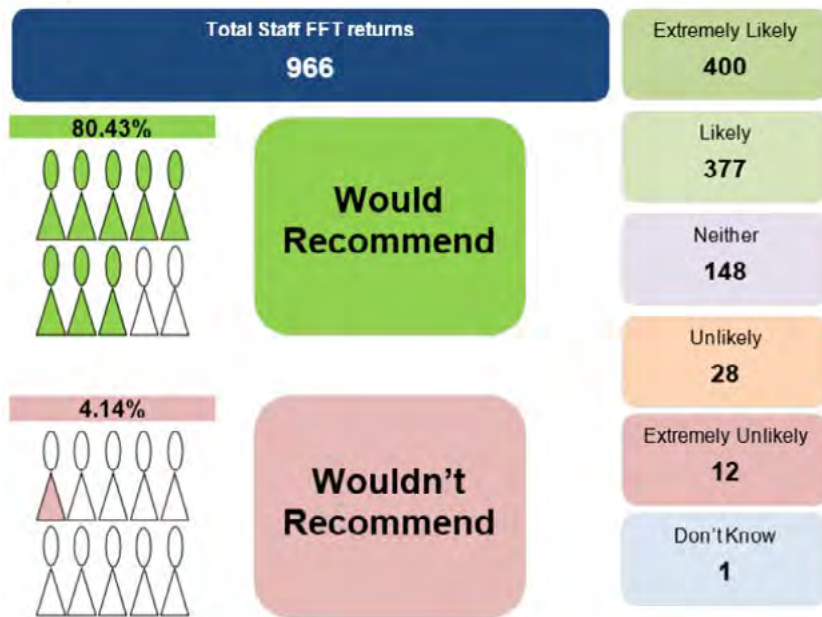 Total Staff FFT returns
966
80.43%
Would
Recommend
4.14%
Wouldn't
Recommend
Extremely Likely
400
Likely
377
Neither
148
Unlikely
28
Extremely Unlikely
12
Don't Know
1